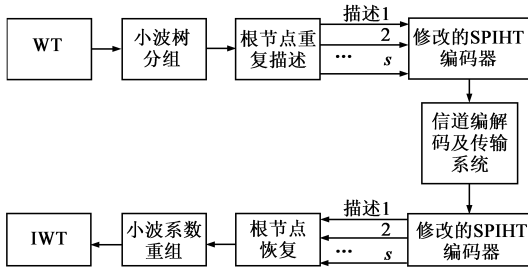 WT
小波树
分组
根节点重
复描述
描述1
2
... s
修改的SPIHT
编码器
信道编解
码及传输
系统
IWT
小波系数
重组
根节点
恢复
描述1
2
... s
修改的SPIHT
编码器